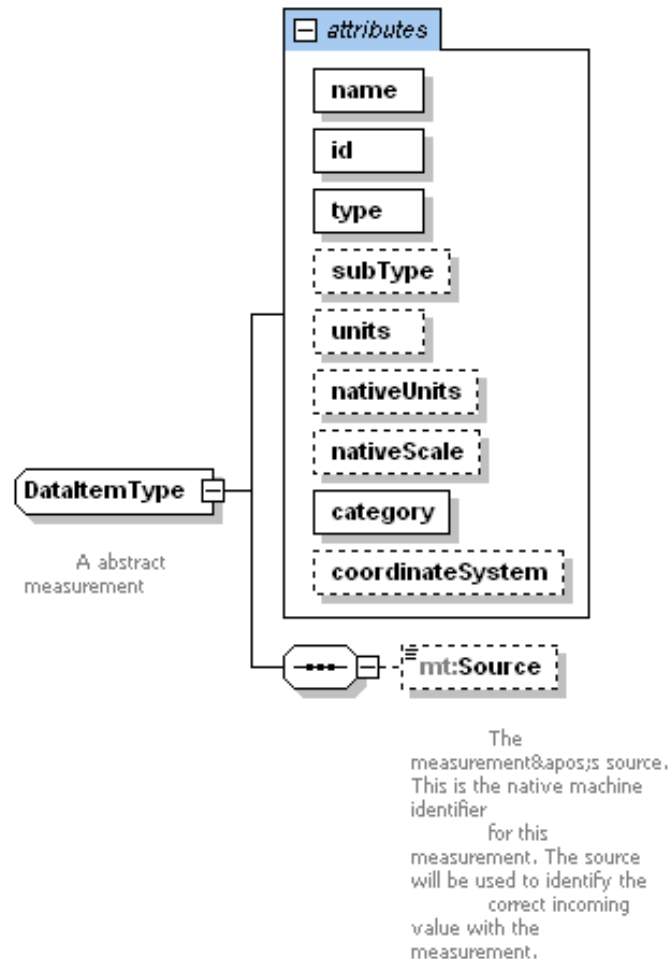 attributes
name
id
type
subType
units
nativeUnits
nativeScale
category
coordinateSystem
DataItemType
A abstract
measurement
mt:Source
The
measurement&apos;s source.
This is the native machine
identifier
for this
measurement. The source
will be used to identify the
correct incoming
value with the
measurement.